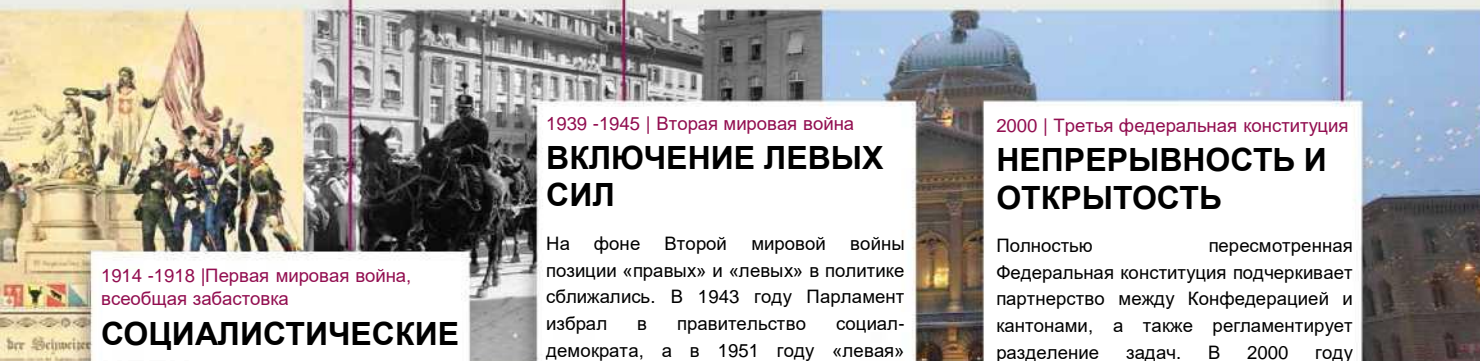 1914 -1918 |Первая мировая война,
всеобщая забастовка
СОЦИАЛИСТИЧЕСКИЕ
1939 -1945 | Вторая мировая война
ВКЛЮЧЕНИЕ ЛЕВЫХ
СИЛ
На фоне Второй мировой войны
позиции «правых» и «левых» в политике
сближались. В 1943 году Парламент
избрал в правительство социал-
демократа, а в 1951 году «левая»
2000 | Третья федеральная конституция
НЕПРЕРЫВНОСТЬ И
ОТКРЫТОСТЬ
Полностью пересмотренная
Федеральная конституция подчеркивает
партнерство между Конфедерацией и
кантонами, а также регламентирует
разделение задач. В 2000 году
der Schweizer